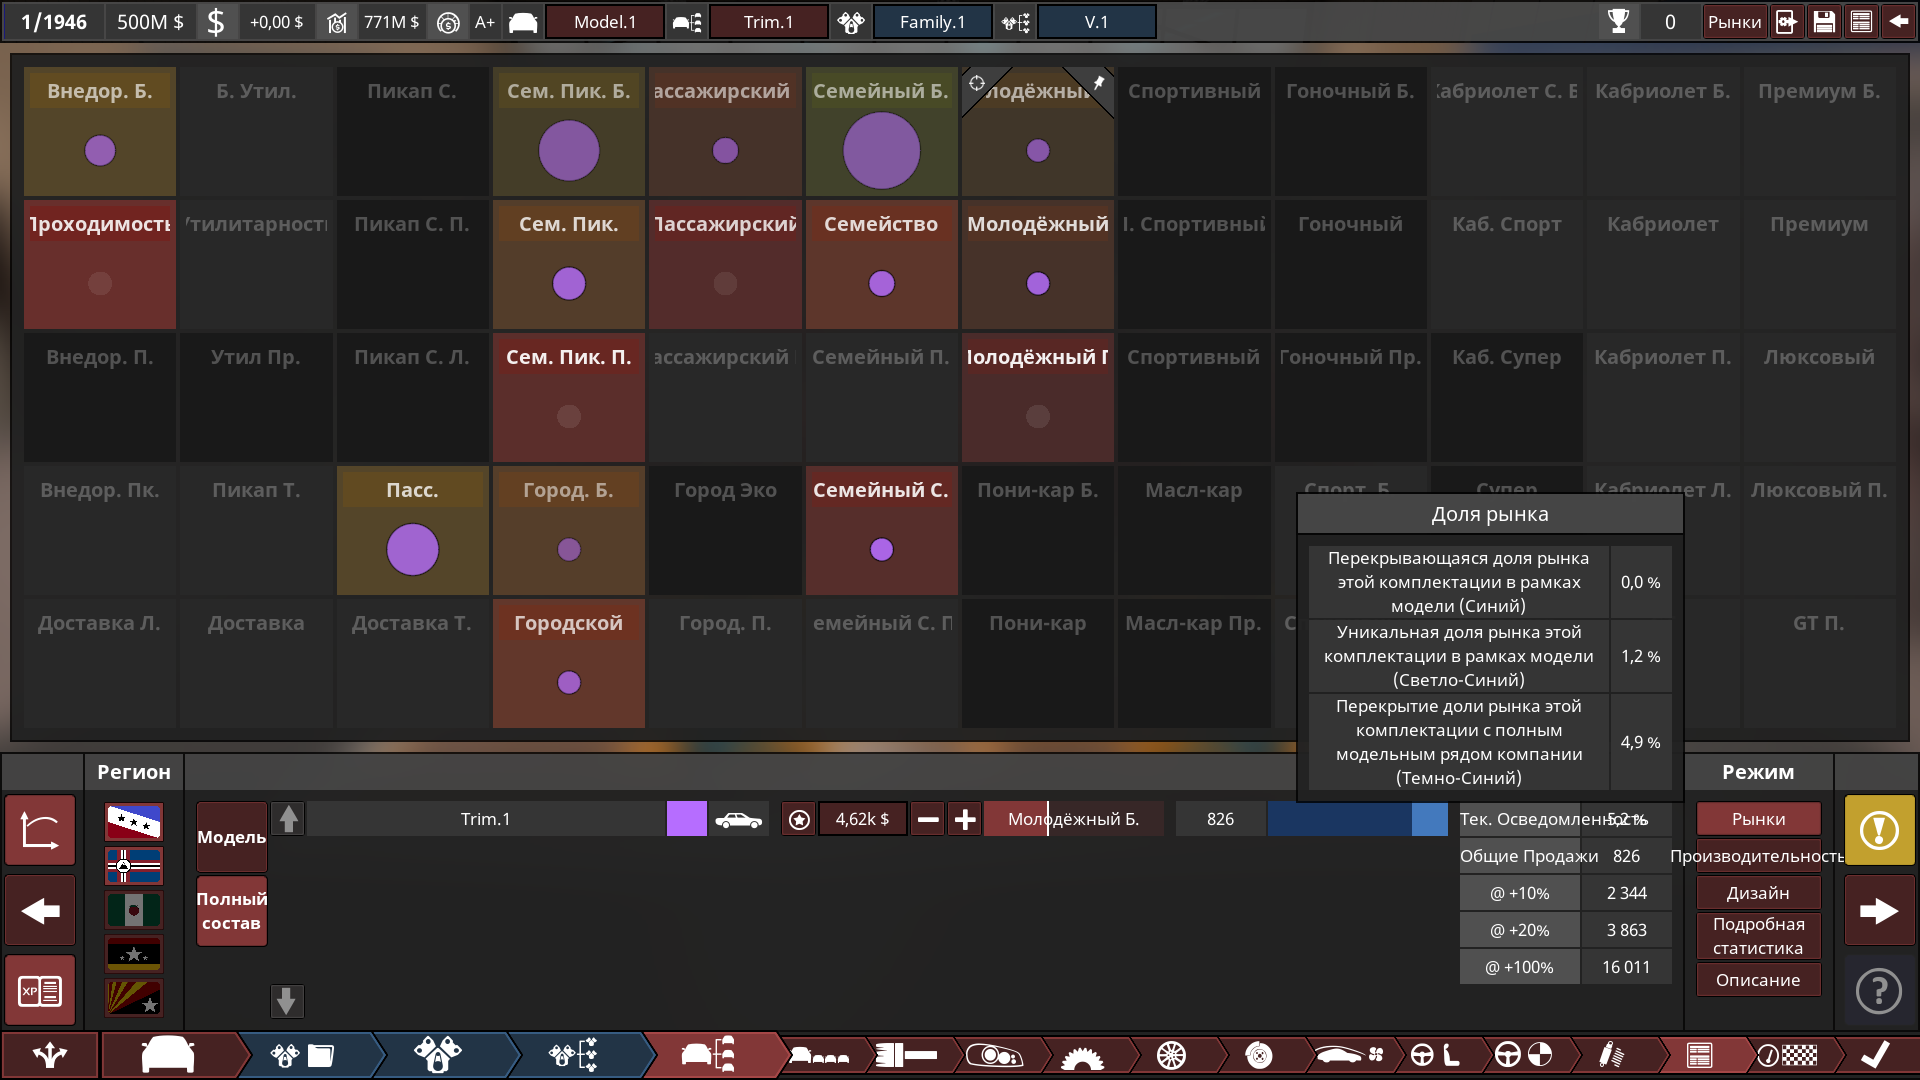 1/1946 500M $ +0,00 $ 771M $ A+ Model.1 Trim.1 Family.1 V.1 0 Рынки
Внедор. Б. Б. Утил. Пикап С. Сем. Пик. Б. ассажирский Семейный Б. лодёжны Спортивный Гоночный Б. Кабриолет С. Б Кабриолет Б. Премиум Б.
Проходимость Утилитарность Пикап С. П. Сем. Пик. Пассажирский Семейство Молодёжный П. Спортивный Гоночный Каб. Спорт Кабриолет Премиум
Внедор. П. Утил Пр. Пикап С. Л. Сем. Пик. П. ассажирский Семейный П. Молодёжный П Спортивный Гоночный Пр. Каб. Супер Кабриолет П. Люксовый
Внедор. Пк. Пикап Т. Пасс. Город. Б. Город Эко Семейный С. Пони-кар Б. Масл-кар Спорт. Б. Супер Кабриолет Л. Люксовый П.
Доставка Л. Доставка Доставка Т. Городской Город. П. емейный С. П Пони-кар Масл-кар Пр. С GT П.
Доля рынка
Перекрывающаяся доля рынка
этой комплектации в рамках
модели (Синий)
0,0 %
Уникальная доля рынка этой
комплектации в рамках модели
(Светло-Синий)
1,2 %
Перекрытие доли рынка этой
комплектации с полным
модельным рядом компании
(Темно-Синий)
4,9 %
Регион
Режим
Модель
Полный
состав
Trim.1 4,62k $ Молодёжный Б. 826
Тек. Осведомленность 5,2 %
Общие Продажи 826
@ +10% 2 344
@ +20% 3 863
@ +100% 16 011
Рынки
Производительность
Дизайн
Подробная
статистика
Описание
XP
?